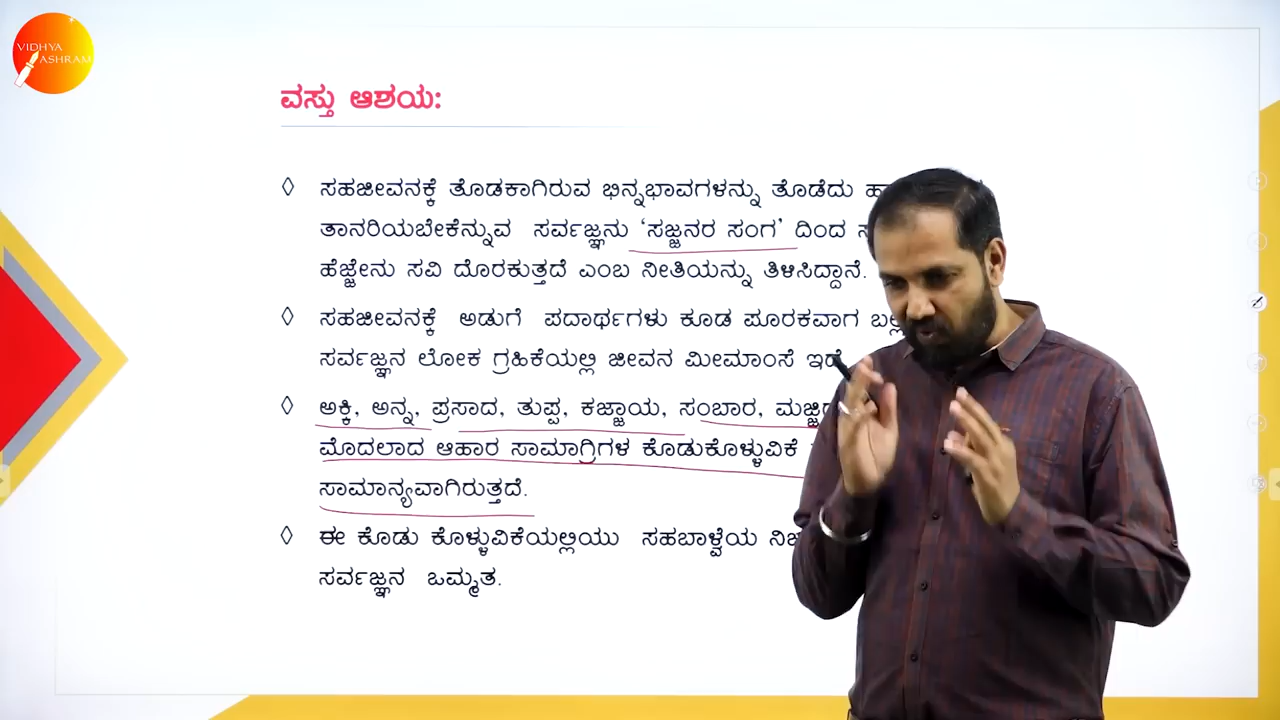 VIDHYA
ASHRAM
ವಸ್ತು ಆಶಯ:
◊ ಸಹಜೀವನಕ್ಕೆ ತೊಡಕಾಗಿರುವ ಭಿನ್ನಭಾವಗಳನ್ನು ತೊಡೆದು
ತಾನರಿಯಬೇಕೆನ್ನುವ ಸರ್ವಜ್ಞನು ‘ಸಜ್ಜನರ ಸಂಗ’ ದಿಂದ
ಹೆಜ್ಜೇನು ಸವಿ ದೊರಕುತ್ತದೆ ಎಂಬ ನೀತಿಯನ್ನು ತಿಳಿಸಿದ್ದಾನೆ.
◊ ಸಹಜೀವನಕ್ಕೆ ಅಡುಗೆ ಪದಾರ್ಥಗಳು ಕೂಡ ಪೂರಕವಾಗ
ಸರ್ವಜ್ಞನ ಲೋಕ ಗ್ರಹಿಕೆಯಲ್ಲಿ ಜೀವನ ಮೀಮಾಂಸೆ ಇದೆ
◊ ಅಕ್ಕಿ, ಅನ್ನ, ಪ್ರಸಾದ, ತುಪ್ಪ, ಕಜ್ಜಾಯ, ಸಂಬಾರ,
ಮೊದಲಾದ ಆಹಾರ ಸಾಮಾಗ್ರಿಗಳ ಕೊಡುಕೊಳ್ಳುವಿಕೆ
ಸಾಮಾನ್ಯವಾಗಿರುತ್ತದೆ.
◊ ಈ ಕೊಡು ಕೊಳ್ಳುವಿಕೆಯಲ್ಲಿಯು ಸಹಬಾಳ್ವೆಯ
ಸರ್ವಜ್ಞನ ಒಮ್ಮತ.